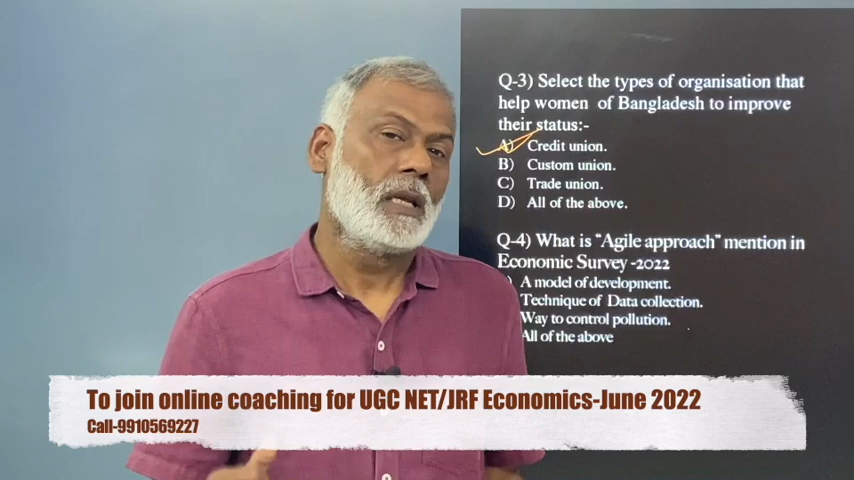 Q-3) Select the types of organisation that
help women of Bangladesh to improve
their status:-
A) Credit union.
B) Custom union.
C) Trade union.
D) All of the above.
Q-4) What is "Agile approach" mention in
Economic Survey -2022
) A model of development.
Technique of Data collection.
Way to control pollution.
All of the above
To join online coaching for UGC NET/JRF Economics-June 2022
Call-9910569227